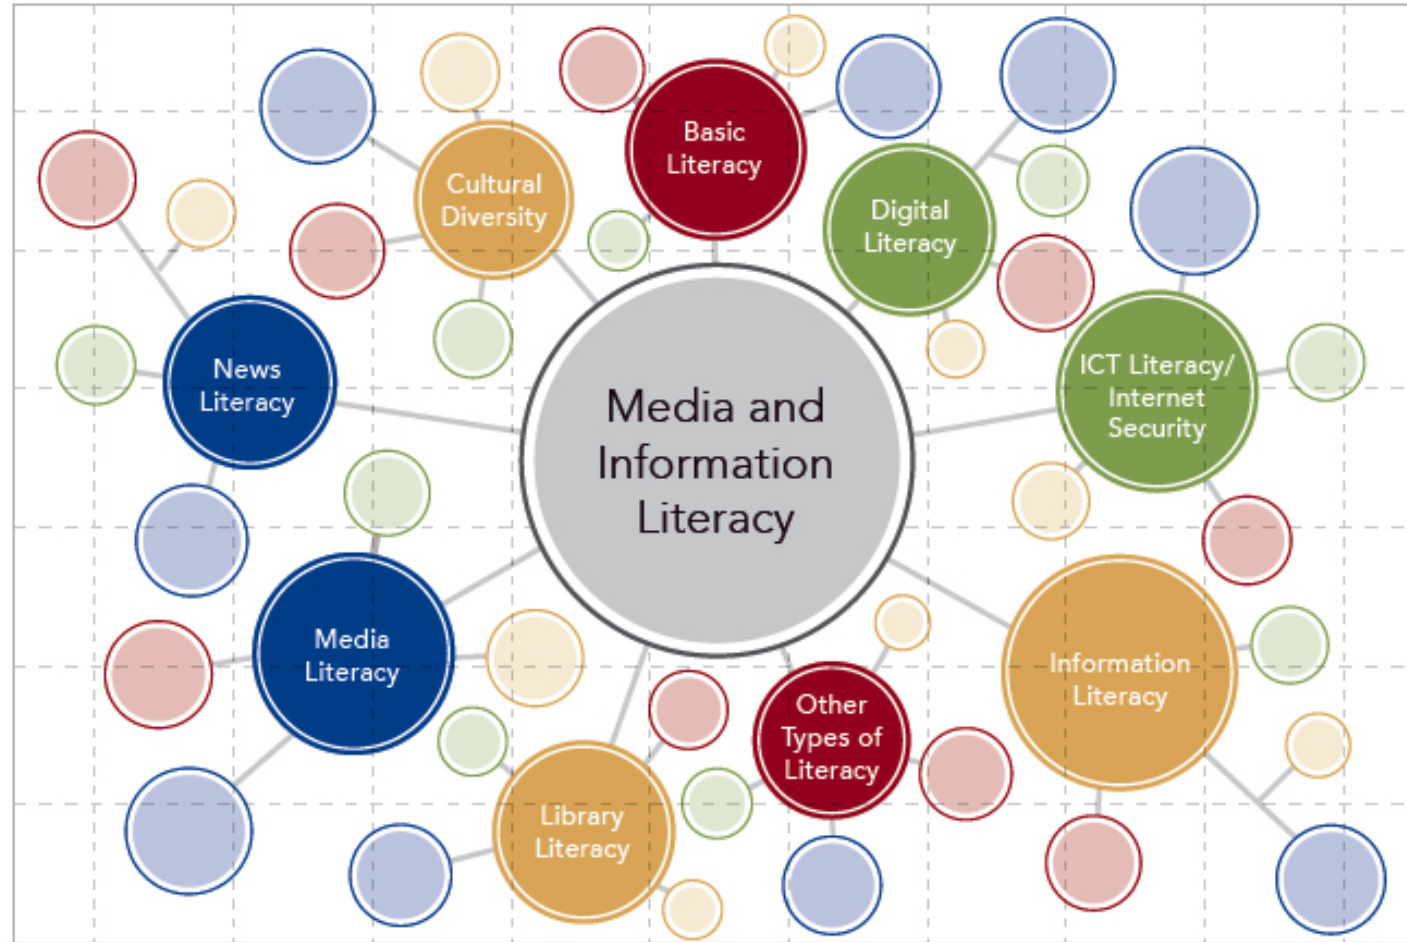 Basic
Literacy
Cultural
Diversity
Digital
Literacy
News
Literacy
ICT Literacy/
Internet
Security
Media and
Information
Literacy
Media
Literacy
Information
Literacy
Other
Types of
Literacy
Library
Literacy